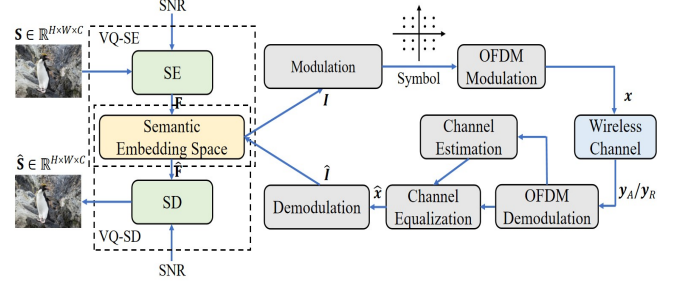 SNR
S ∈ ℝ^{H×W×C}
VQ-SE
SE
F
Semantic
Embedding Space
F̂
Ŝ ∈ ℝ^{H×W×C}
SD
VQ-SD
SNR
Modulation
I
Symbol
OFDM
Modulation
x
Wireless
Channel
y_A/y_R
Channel
Estimation
OFDM
Demodulation
Channel
Equalization
x̂
Demodulation
Î